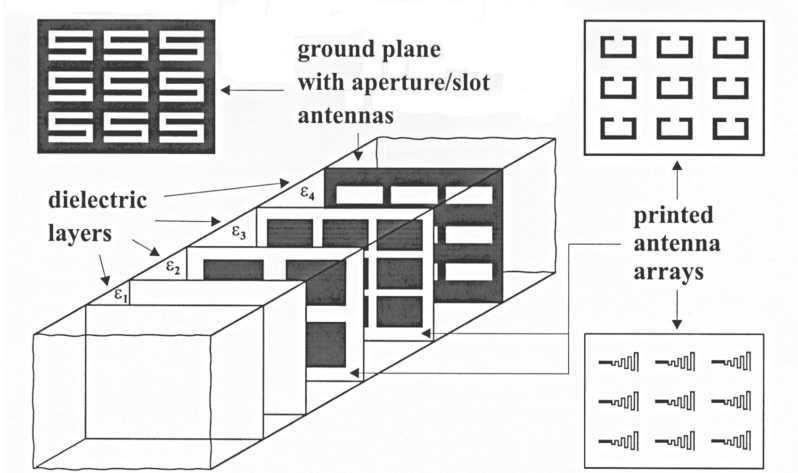 ground plane
with aperture/slot
antennas
dielectric
layers
ε4
ε3
ε2
ε1
printed
antenna
arrays